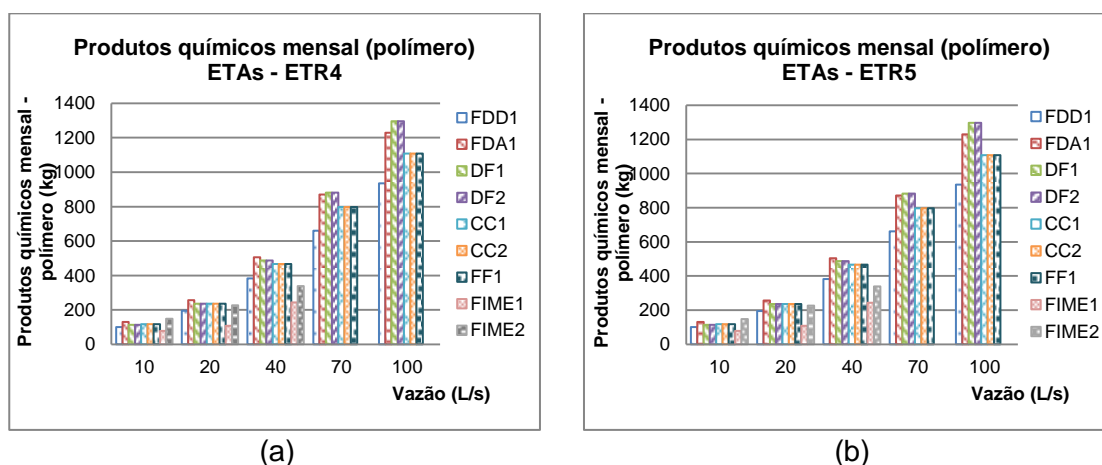 Produtos químicos mensal (polímero)
ETAs - ETR4
Produtos químicos mensal -
polímero (kg)
1400
1200
1000
800
600
400
200
0
10 20 40 70 100
Vazão (L/s)
FDD1
FDA1
DF1
DF2
CC1
CC2
FF1
FIME1
FIME2
(a)
Produtos químicos mensal (polímero)
ETAs - ETR5
Produtos químicos mensal -
polímero (kg)
1400
1200
1000
800
600
400
200
0
10 20 40 70 100
Vazão (L/s)
FDD1
FDA1
DF1
DF2
CC1
CC2
FF1
FIME1
FIME2
(b)